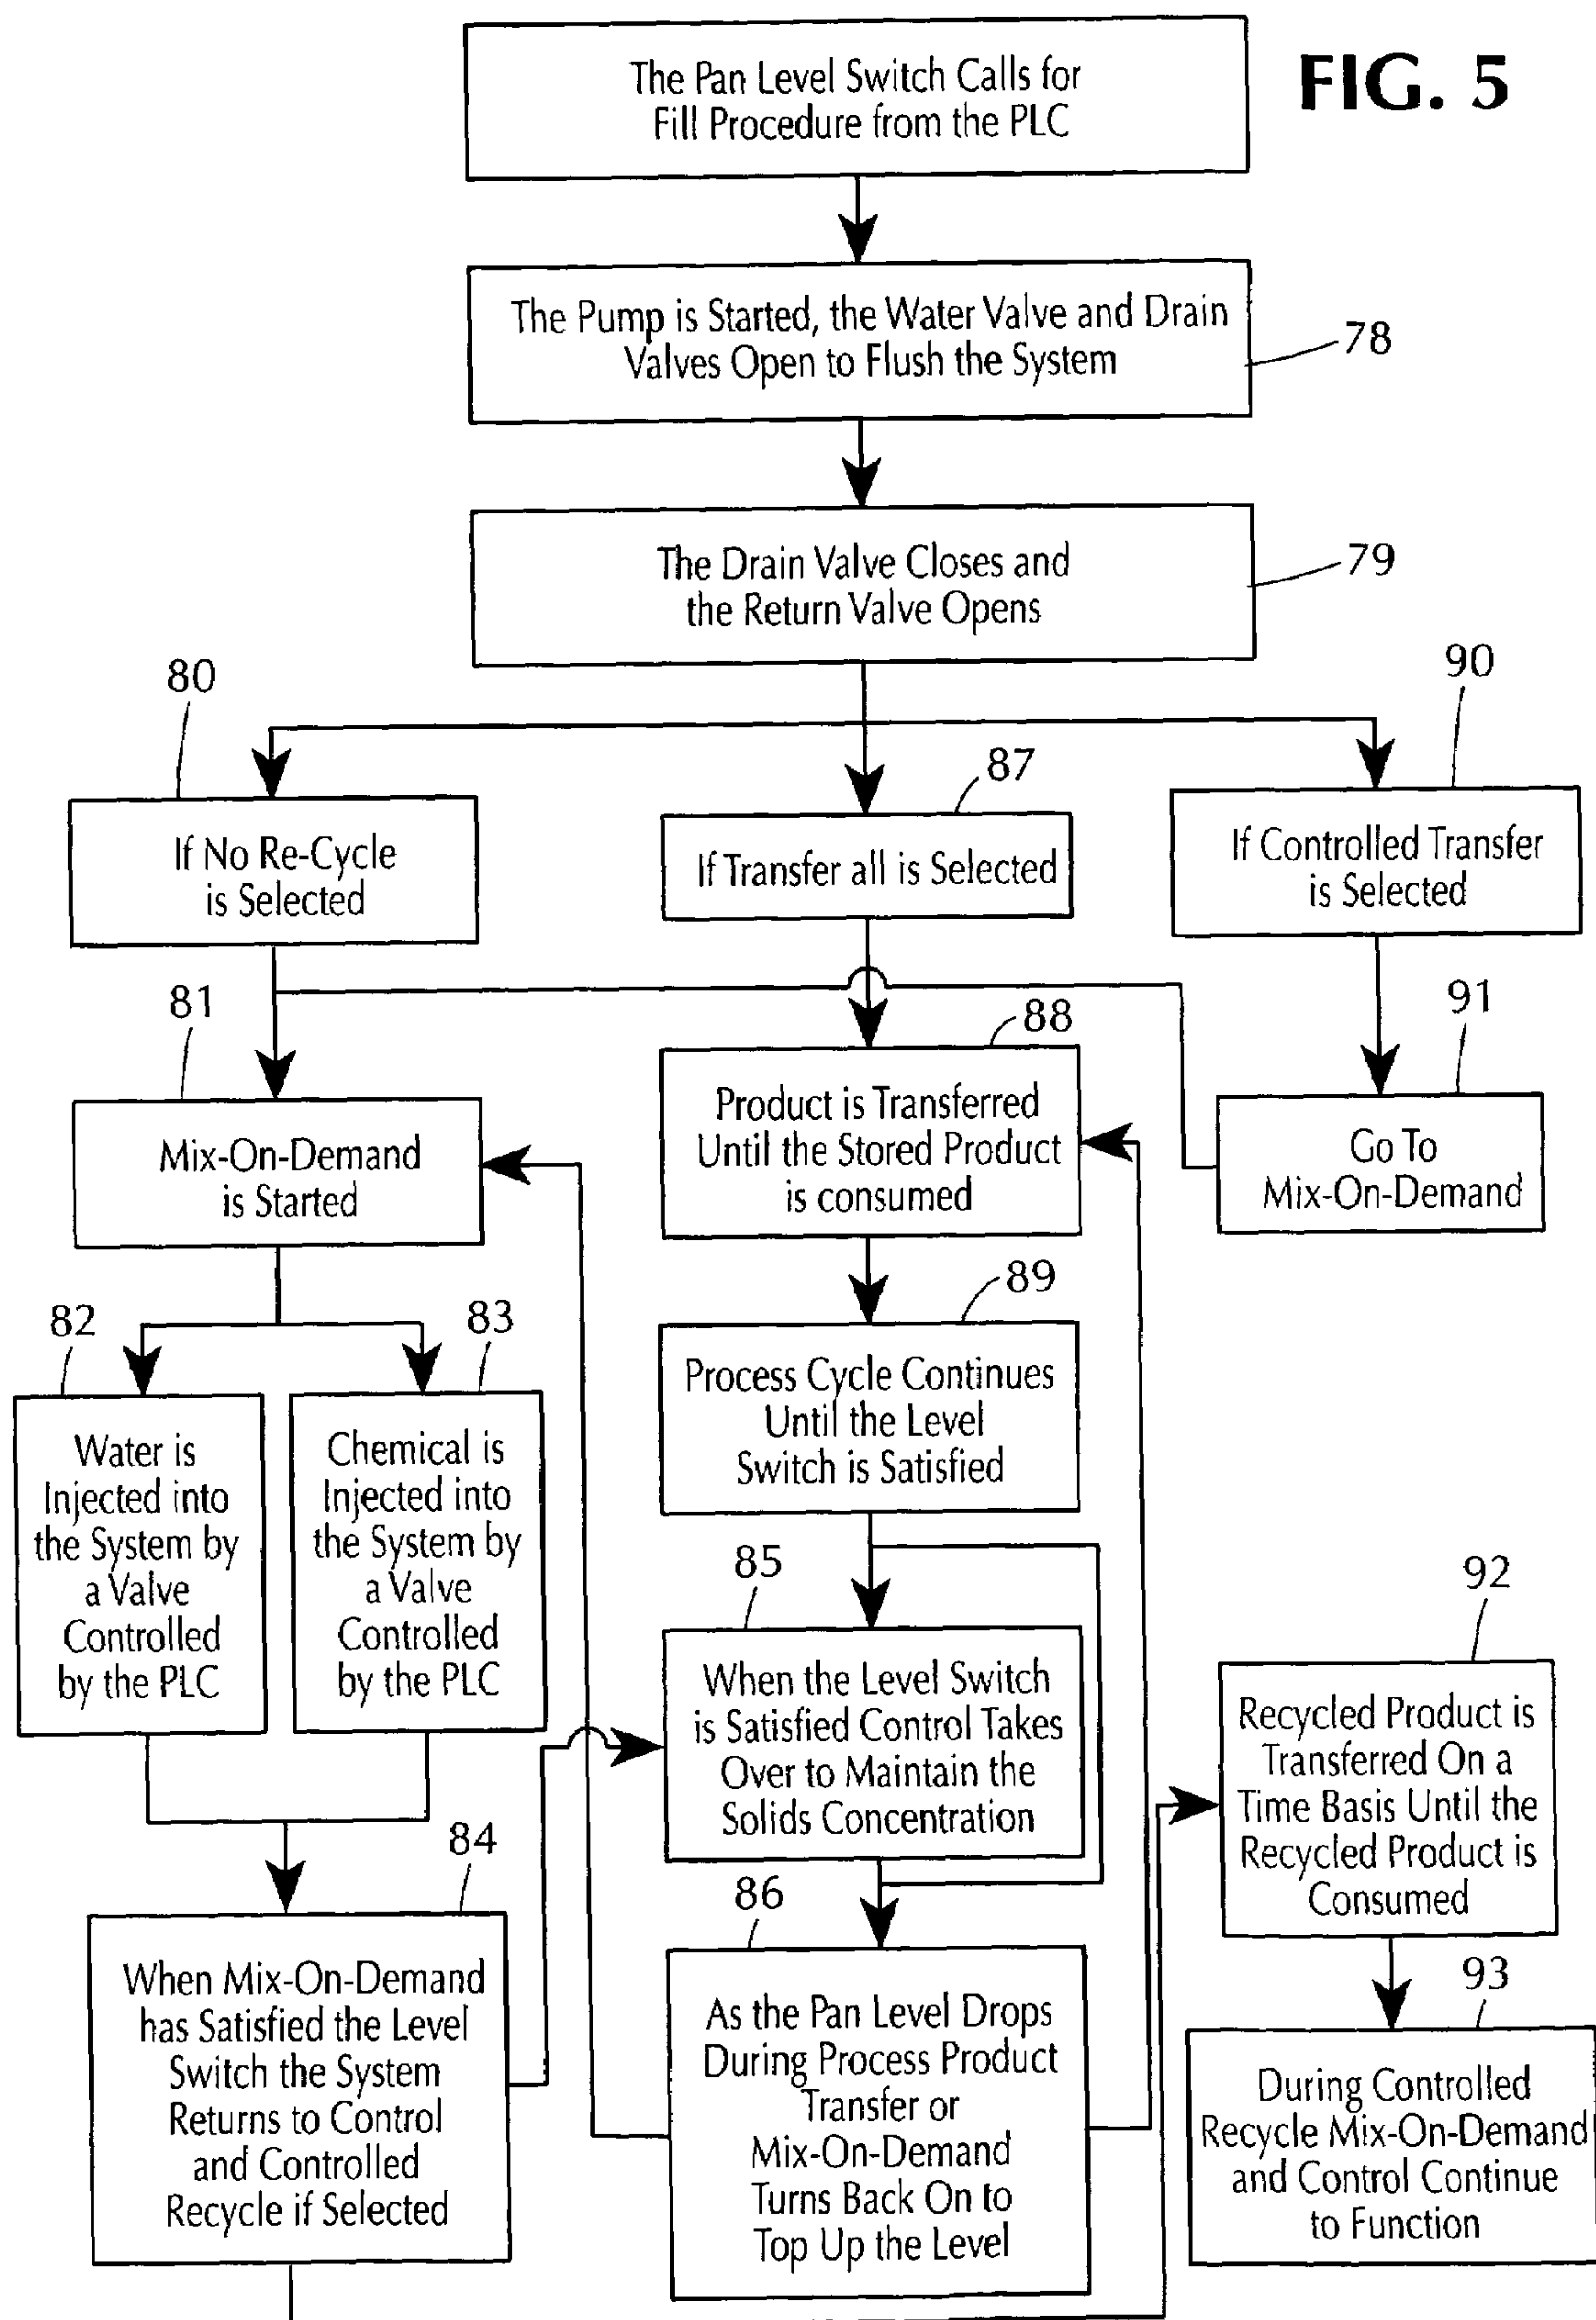 FIG. 5
The Pan Level Switch Calls for
Fill Procedure from the PLC
The Pump is Started, the Water Valve and Drain
Valves Open to Flush the System
78
The Drain Valve Closes and
the Return Valve Opens
79
80
If No Re-Cycle
is Selected
87
If Transfer all is Selected
90
If Controlled Transfer
is Selected
81
Mix-On-Demand
is Started
88
Product is Transferred
Until the Stored Product
is consumed
91
Go To
Mix-On-Demand
82
Water is
Injected into
the System by
a Valve
Controlled
by the PLC
83
Chemical is
Injected into
the System by
a Valve
Controlled
by the PLC
89
Process Cycle Continues
Until the Level
Switch is Satisfied
85
When the Level Switch
is Satisfied Control Takes
Over to Maintain the
Solids Concentration
92
Recycled Product is
Transferred On a
Time Basis Until the
Recycled Product is
Consumed
84
When Mix-On-Demand
has Satisfied the Level
Switch the System
Returns to Control
and Controlled
Recycle if Selected
86
As the Pan Level Drops
During Process Product
Transfer or
Mix-On-Demand
Turns Back On to
Top Up the Level
93
During Controlled
Recycle Mix-On-Demand
and Control Continue
to Function